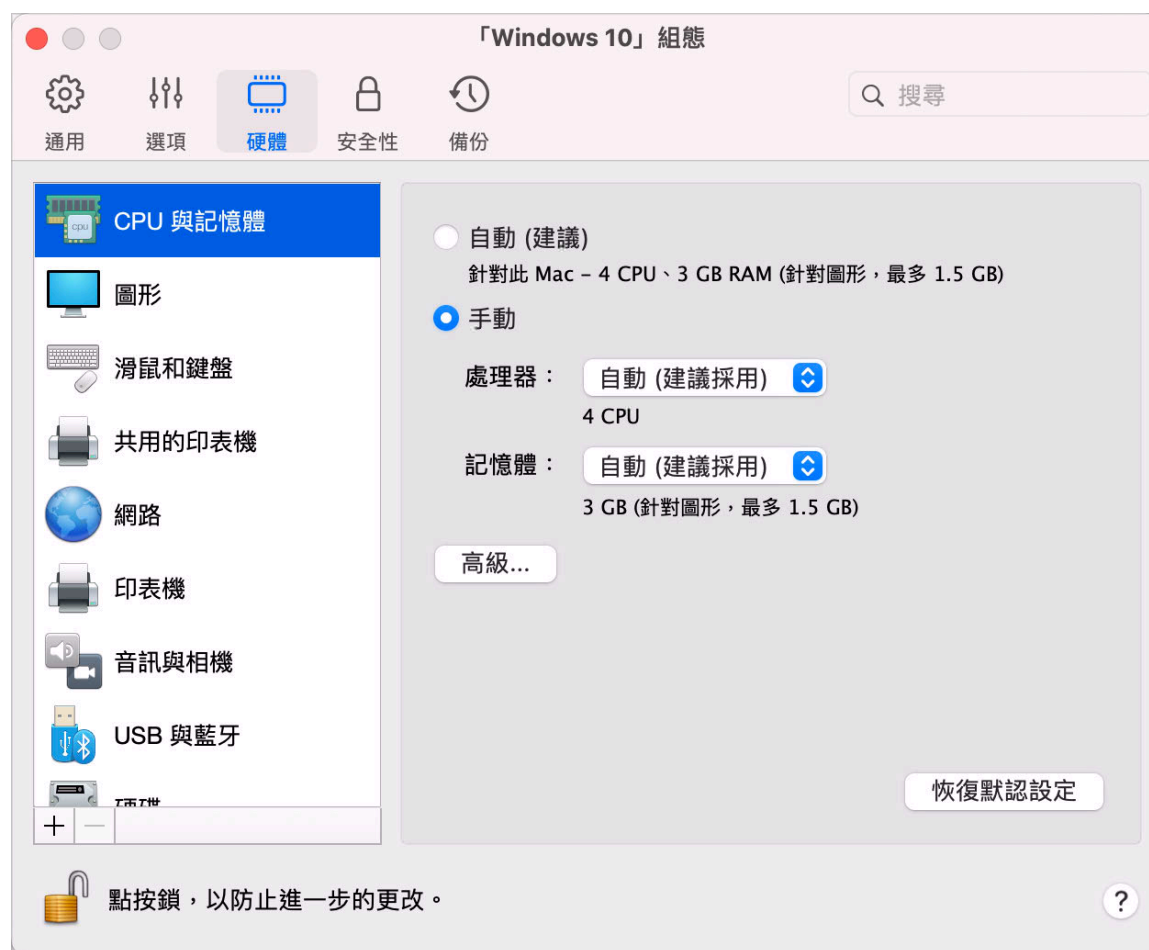 「Windows 10」組態
通用 選項 硬體 安全性 備份
搜尋
CPU 與記憶體
圖形
滑鼠和鍵盤
共用的印表機
網路
印表機
音訊與相機
USB 與藍牙
硬碟
自動 (建議)
針對此 Mac – 4 CPU、3 GB RAM (針對圖形，最多 1.5 GB)
手動
處理器： 自動 (建議採用)
4 CPU
記憶體： 自動 (建議採用)
3 GB (針對圖形，最多 1.5 GB)
高級...
恢復默認設定
點按鎖，以防止進一步的更改。
?